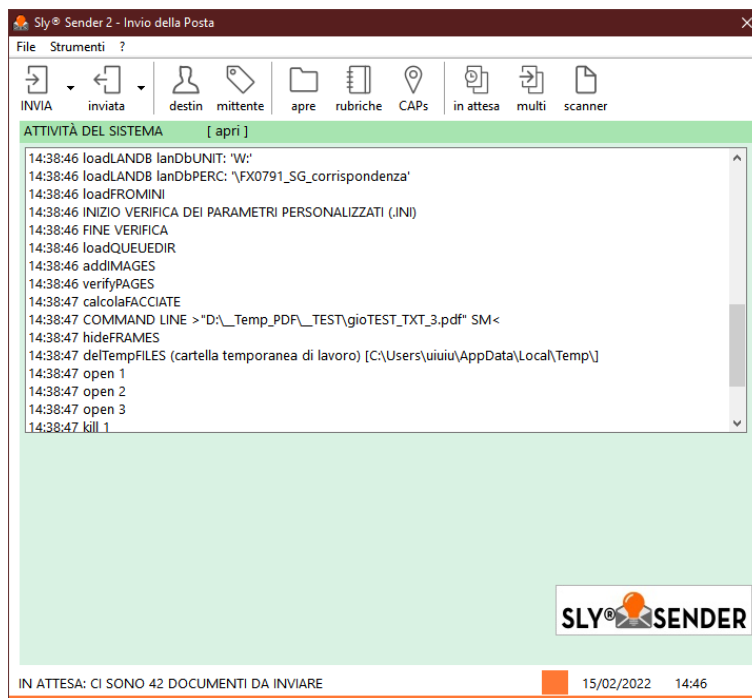 Sly® Sender 2 - Invio della Posta
File Strumenti ?
INVIA inviata destin mittente apre rubriche CAPs in attesa multi scanner
ATTIVITÀ DEL SISTEMA [ apri ]
14:38:46 loadLANDB lanDbUNIT: 'W:'
14:38:46 loadLANDB lanDbPERC: '\FX0791_SG_corrispondenza'
14:38:46 loadFROMINI
14:38:46 INIZIO VERIFICA DEI PARAMETRI PERSONALIZZATI (.INI)
14:38:46 FINE VERIFICA
14:38:46 loadQUEUEDIR
14:38:46 addIMAGES
14:38:46 verifyPAGES
14:38:47 calcolaFACCIATE
14:38:47 COMMAND LINE >"D:\__Temp_PDF\__TEST\gioTEST_TXT_3.pdf" SM<
14:38:47 hideFRAMES
14:38:47 delTempFILES (cartella temporanea di lavoro) [C:\Users\uiuiu\AppData\Local\Temp\]
14:38:47 open 1
14:38:47 open 2
14:38:47 open 3
14:38:47 kill 1
SLY® SENDER
IN ATTESA: CI SONO 42 DOCUMENTI DA INVIARE 15/02/2022 14:46